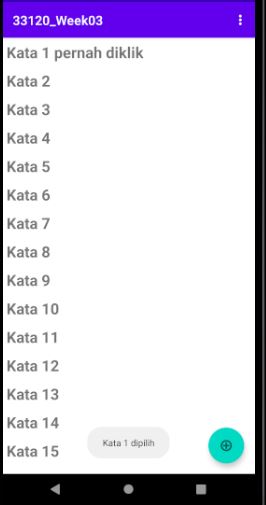 33120_Week03
Kata 1 pernah diklik
Kata 2
Kata 3
Kata 4
Kata 5
Kata 6
Kata 7
Kata 8
Kata 9
Kata 10
Kata 11
Kata 12
Kata 13
Kata 14
Kata 1 dipilih
Kata 15